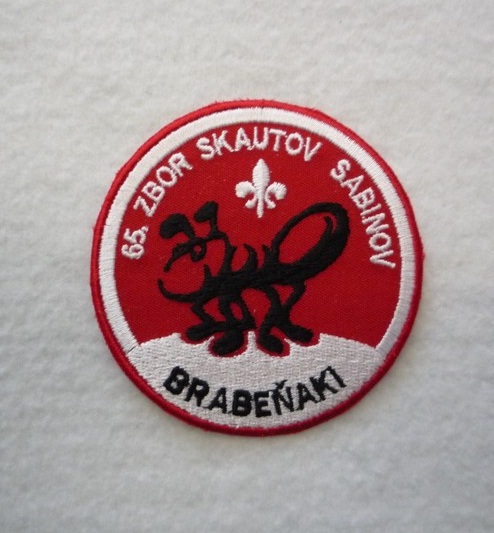 65. ZBOR SKAUTOV SABINOV
BRABEŇAKI